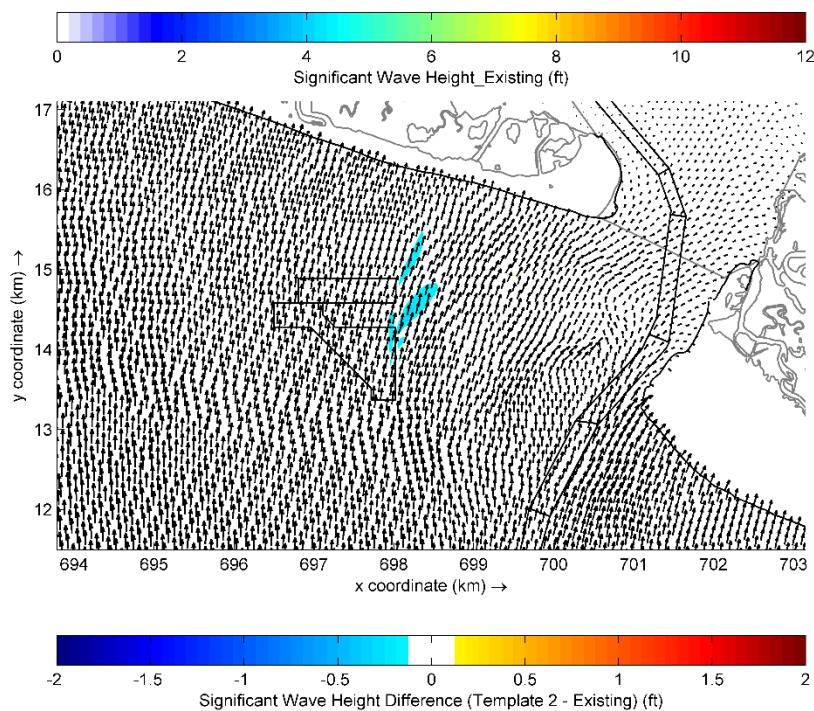 0 2 4 6 8 10 12
Significant Wave Height_Existing (ft)
17
16
15
14
13
12
y coordinate (km) →
694 695 696 697 698 699 700 701 702 703
x coordinate (km) →
-2 -1.5 -1 -0.5 0 0.5 1 1.5 2
Significant Wave Height Difference (Template 2 - Existing) (ft)